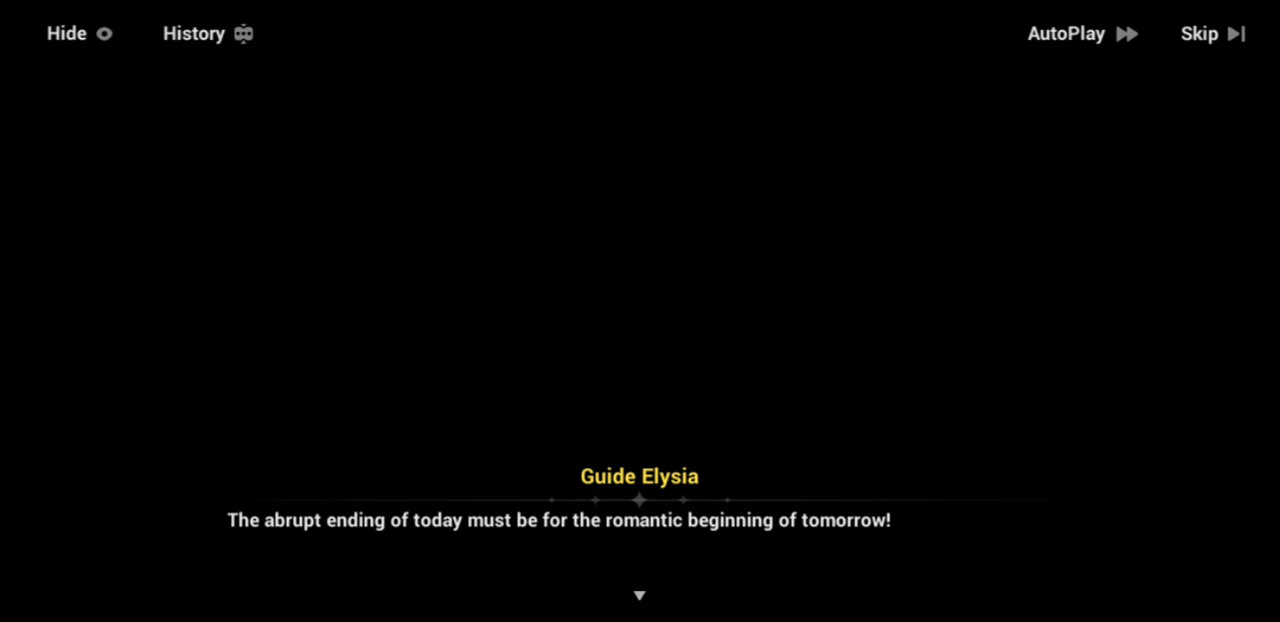 Hide
History
AutoPlay
Skip
Guide Elysia
The abrupt ending of today must be for the romantic beginning of tomorrow!